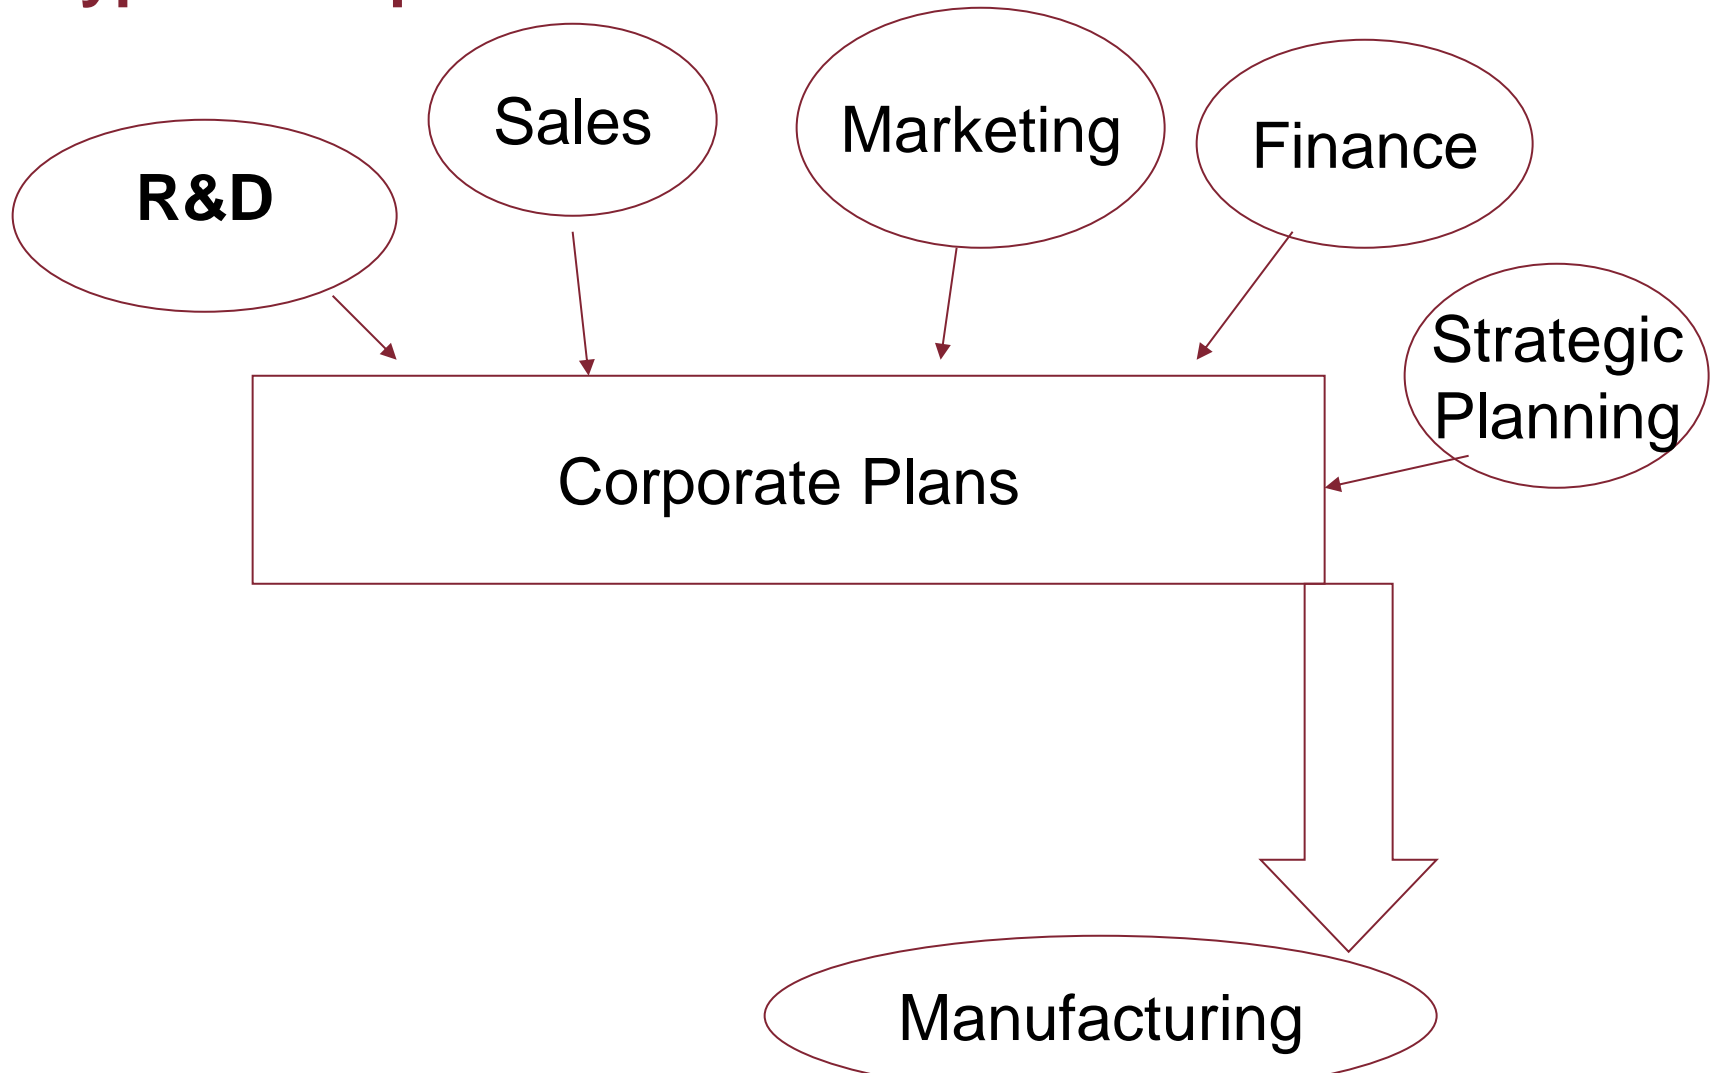 Sales
Marketing
Finance
R&D
Strategic
Planning
Corporate Plans
Manufacturing